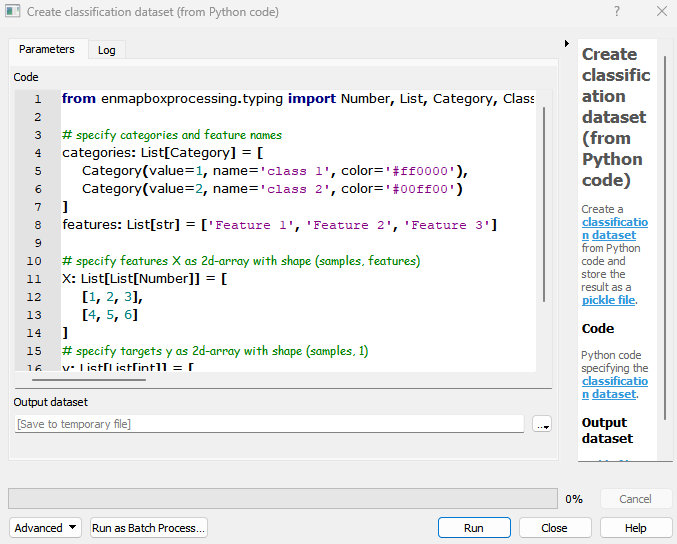 Create classification dataset (from Python code)
?
Parameters
Log
Code
1 from enmapboxprocessing.typing import Number, List, Category, Class
2
3 # specify categories and feature names
4 categories: List[Category] = [
5 Category(value=1, name='class 1', color='#ff0000'),
6 Category(value=2, name='class 2', color='#00ff00')
7 ]
8 features: List[str] = ['Feature 1', 'Feature 2', 'Feature 3']
9
10 # specify features X as 2d-array with shape (samples, features)
11 X: List[List[Number]] = [
12 [1, 2, 3],
13 [4, 5, 6]
14 ]
15 # specify targets y as 2d-array with shape (samples, 1)
16 y: List[List[int]] = [
Output dataset
[Save to temporary file]
...
Create
classific
ation
dataset
(from
Python
code)
Create a
classificatio
n dataset
from Python
code and
store the
result as a
pickle file.
Code
Python code
specifying the
classificatio
n dataset.
Output
dataset
0%
Cancel
Advanced
Run as Batch Process...
Run
Close
Help